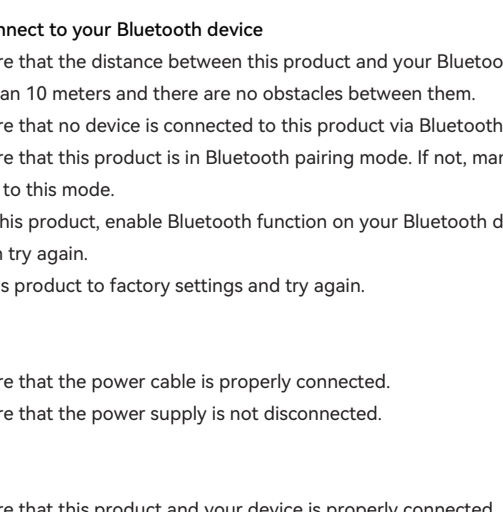 nnect to your Bluetooth device
re that the distance between this product and your Bluetoo
an 10 meters and there are no obstacles between them.
re that no device is connected to this product via Bluetooth
re that this product is in Bluetooth pairing mode. If not, man
to this mode.
his product, enable Bluetooth function on your Bluetooth d
n try again.
s product to factory settings and try again.
re that the power cable is properly connected.
re that the power supply is not disconnected.
re that this product and your device is properly connected